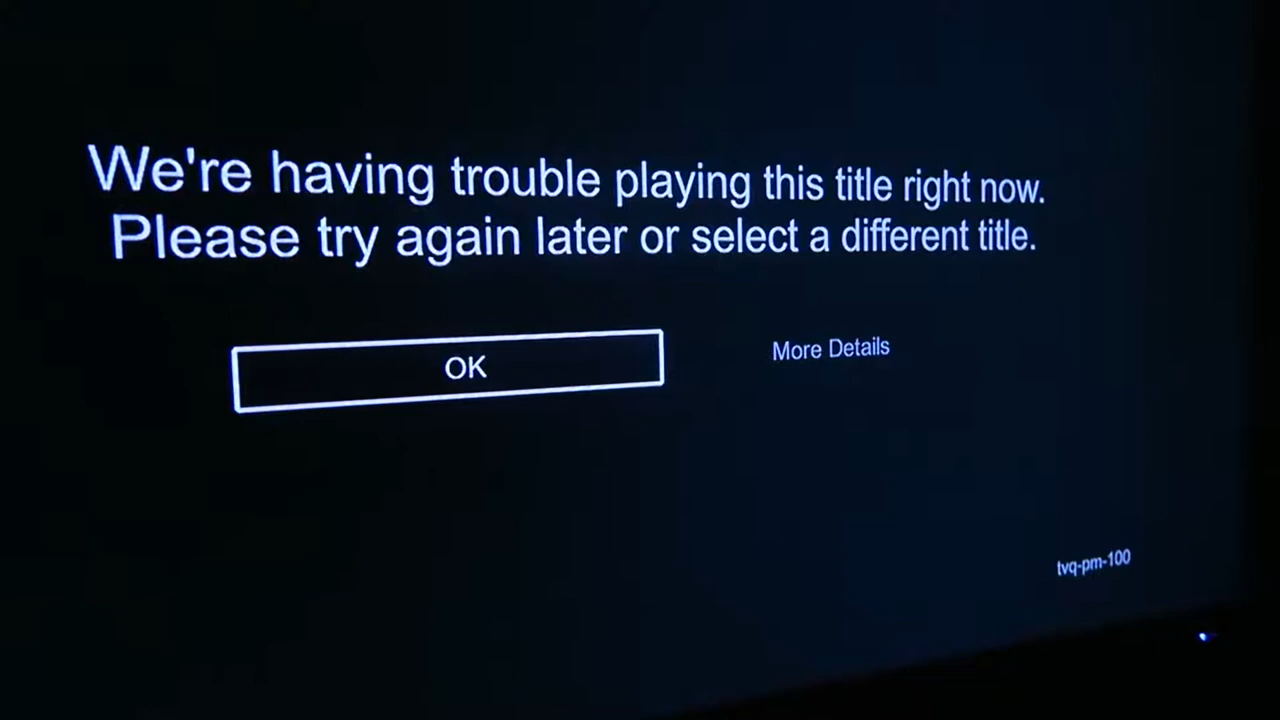 We're having trouble playing this title right now.
Please try again later or select a different title.
OK
More Details
tvq-pm-100